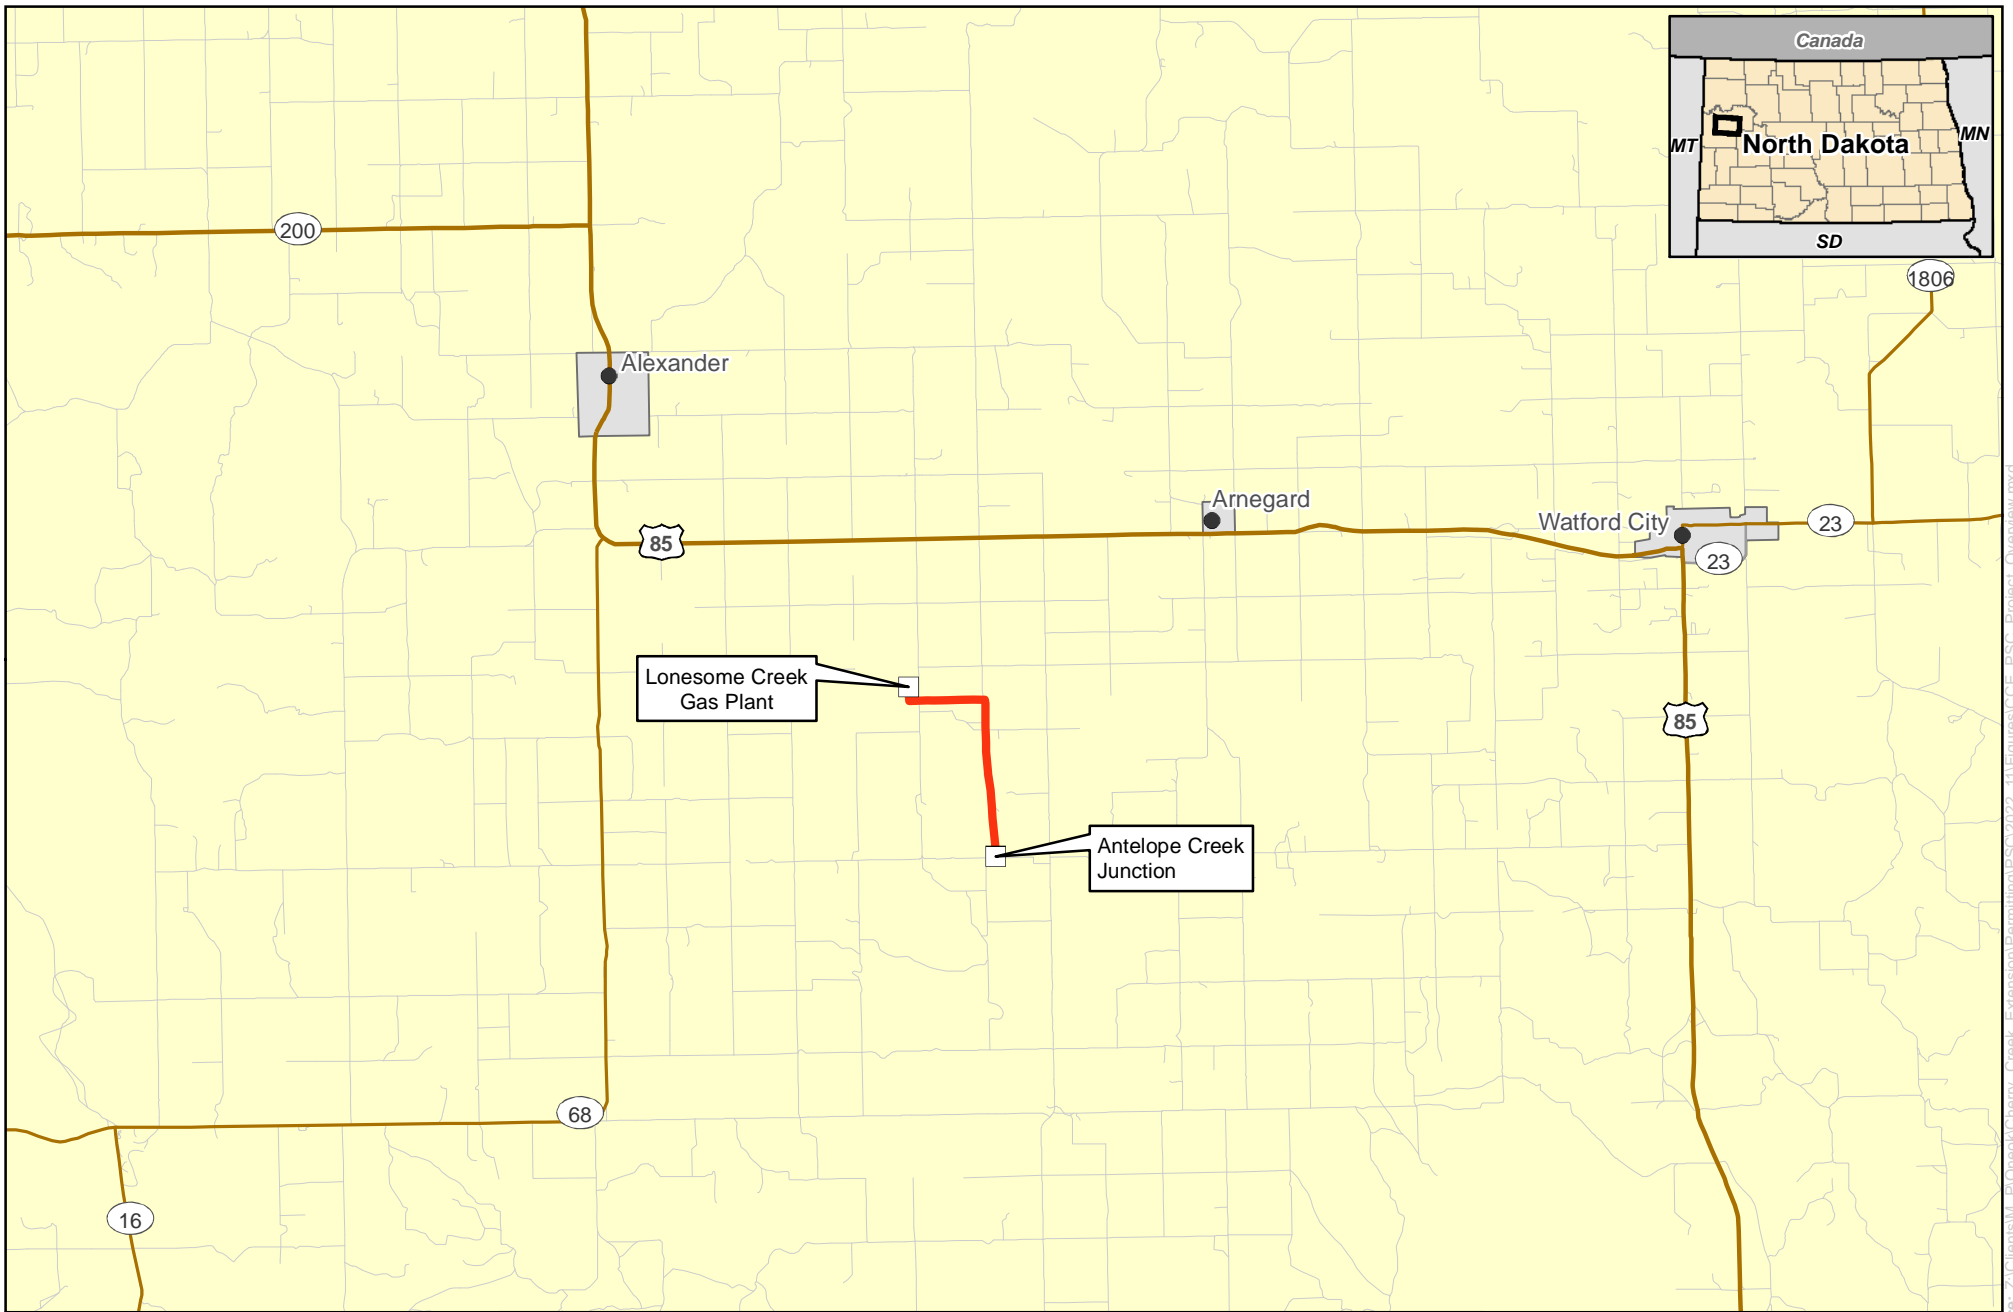 Canada
MT
North Dakota
MN
SD
200
1806
Alexander
Arnegard
Watford City
23
85
23
Lonesome Creek
Gas Plant
85
Antelope Creek
Junction
68
16